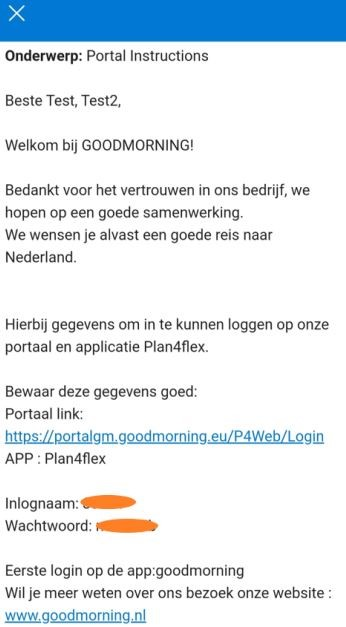 Onderwerp: Portal Instructions
Beste Test, Test2,
Welkom bij GOODMORNING!
Bedankt voor het vertrouwen in ons bedrijf, we
hopen op een goede samenwerking.
We wensen je alvast een goede reis naar
Nederland.
Hierbij gegevens om in te kunnen loggen op onze
portaal en applicatie Plan4flex.
Bewaar deze gegevens goed:
Portaal link:
https://portalgm.goodmorning.eu/P4Web/Login
APP : Plan4flex
Inlognaam:
Wachtwoord:
Eerste login op de app:goodmorning
Wil je meer weten over ons bezoek onze website :
www.goodmorning.nl